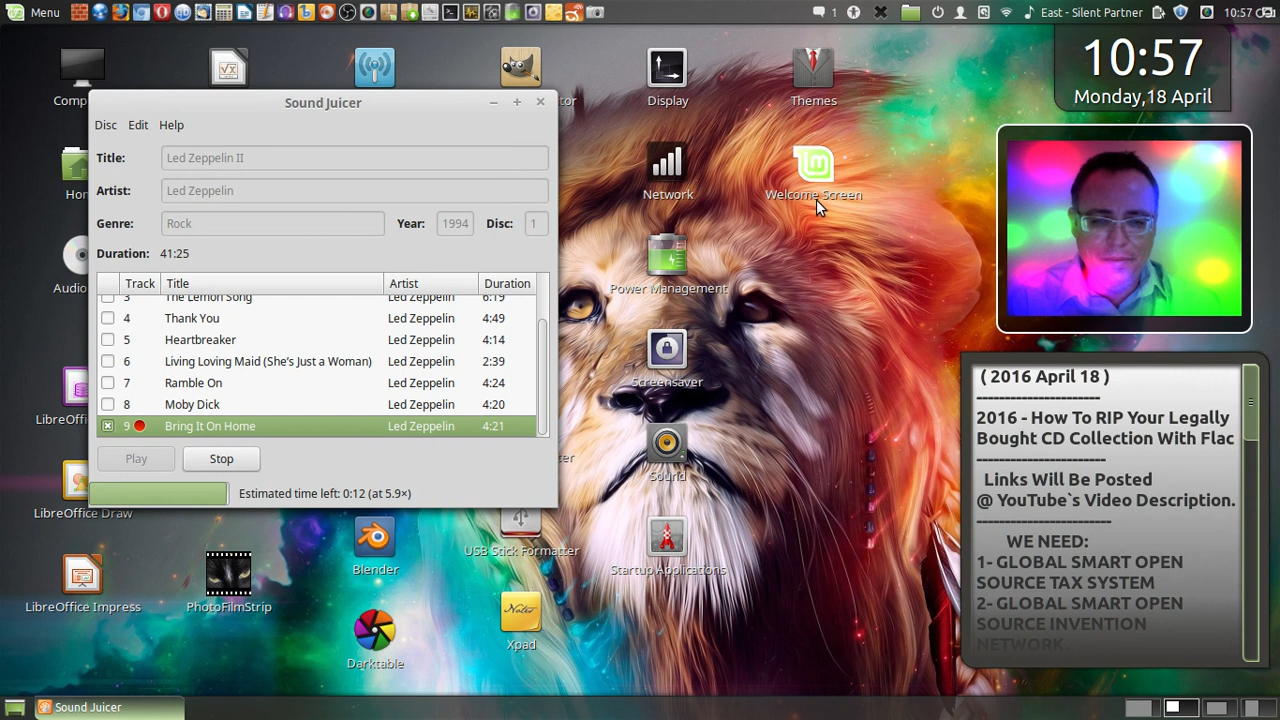 Menu
1
East - Silent Partner
10:57
10:57
Monday,18 April
Display
Themes
Network
Welcome Screen
Power Management
Screensaver
Sound
USB Stick Formatter
Startup Applications
LibreOffice Draw
Blender
LibreOffice Impress
PhotoFilmStrip
Darktable
Notes
Xpad
Sound Juicer
Disc Edit Help
Title: Led Zeppelin II
Artist: Led Zeppelin
Genre: Rock Year: 1994 Disc: 1
Duration: 41:25
Track Title Artist Duration
3 The Lemon Song Led Zeppelin 6:19
4 Thank You Led Zeppelin 4:49
5 Heartbreaker Led Zeppelin 4:14
6 Living Loving Maid (She's Just a Woman) Led Zeppelin 2:39
7 Ramble On Led Zeppelin 4:24
8 Moby Dick Led Zeppelin 4:20
9 Bring It On Home Led Zeppelin 4:21
Play Stop
Estimated time left: 0:12 (at 5.9×)
( 2016 April 18 )
----------------------
2016 - How To RIP Your Legally
Bought CD Collection With Flac
-----------------------
Links Will Be Posted
@ YouTube`s Video Description.
------------------------
WE NEED:
1- GLOBAL SMART OPEN
SOURCE TAX SYSTEM
2- GLOBAL SMART OPEN
SOURCE INVENTION
NETWORK.
Sound Juicer